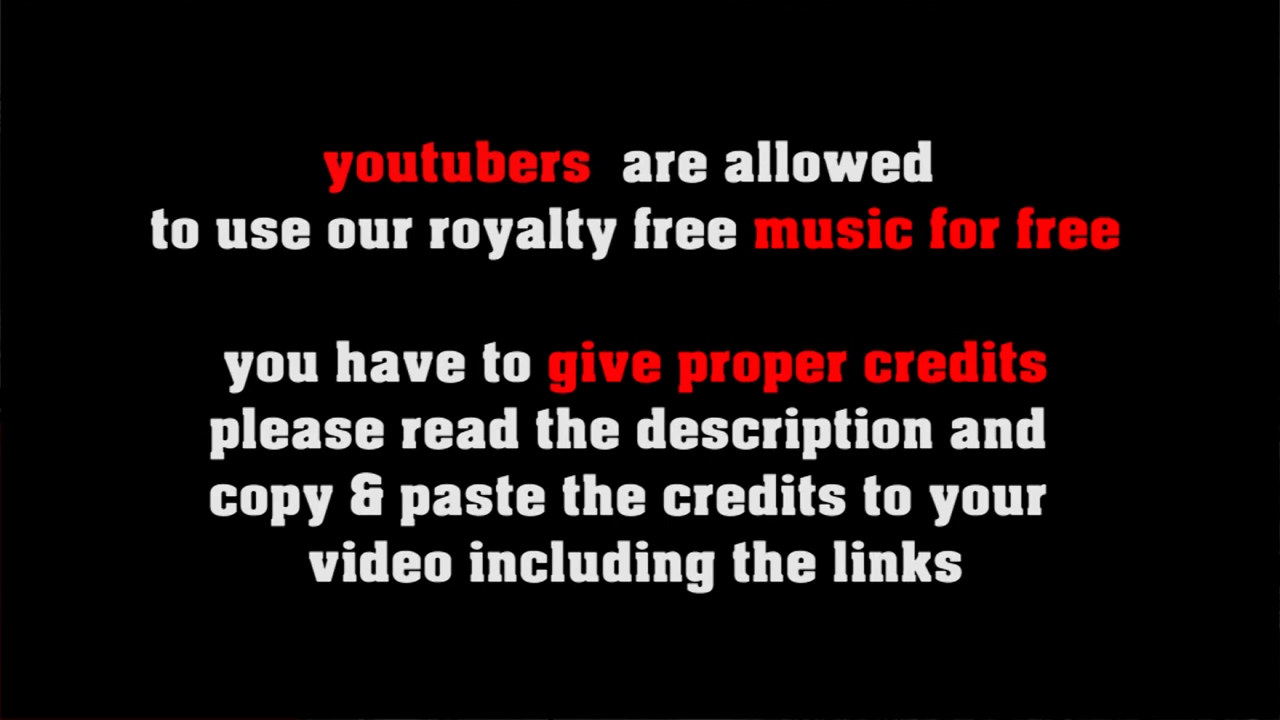 youtubers are allowed
to use our royalty free music for free
you have to give proper credits
please read the description and
copy & paste the credits to your
video including the links